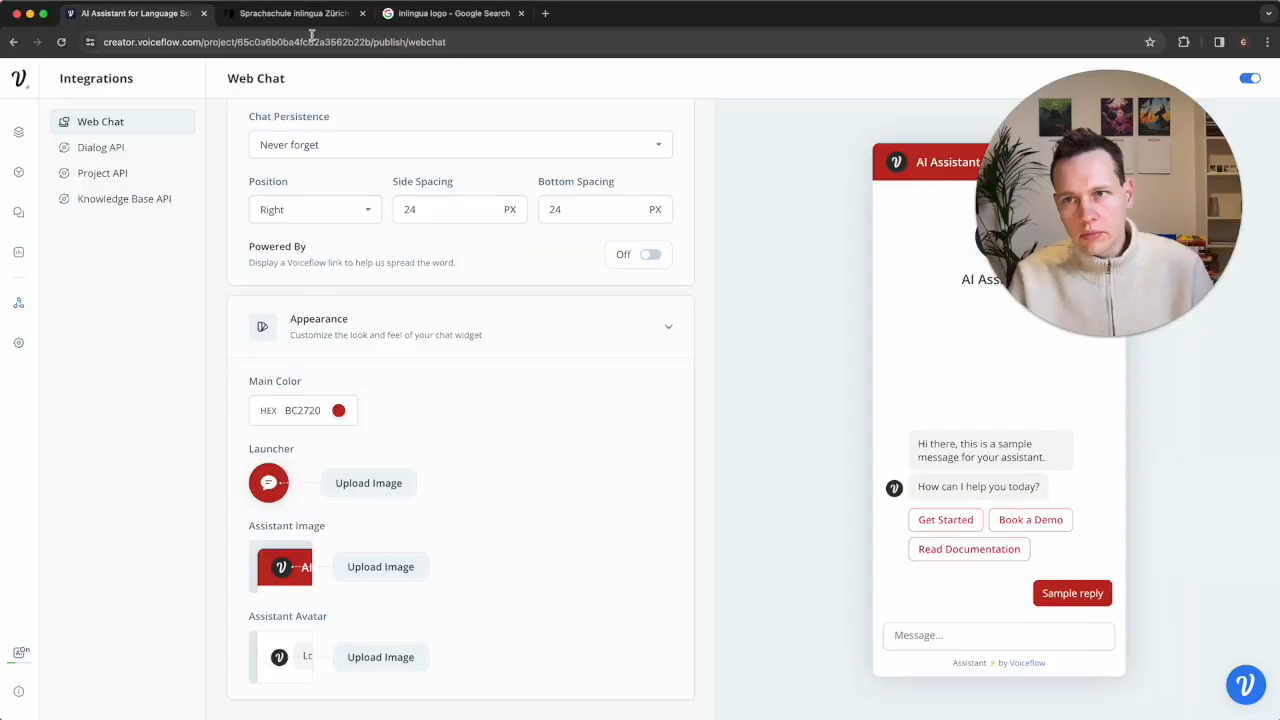 AI Assistant for Language Sc
Sprachschule inlingua Zürich
inlingua logo - Google Search
creator.voiceflow.com/project/65c0a6b0ba4fc82a3562b22b/publish/webchat
G
Integrations
Web Chat
Web Chat
Dialog API
Project API
Knowledge Base API
Chat Persistence
Never forget
Position
Side Spacing
Bottom Spacing
Right
24
PX
24
PX
Powered By
Display a Voiceflow link to help us spread the word.
Off
Appearance
Customize the look and feel of your chat widget
Main Color
HEX BC2720
Launcher
Upload Image
Assistant Image
AI
Upload Image
Assistant Avatar
Lo
Upload Image
AI Assistant
AI Ass
Hi there, this is a sample
message for your assistant.
How can I help you today?
Get Started
Book a Demo
Read Documentation
Sample reply
Message...
Assistant ⚡ by Voiceflow